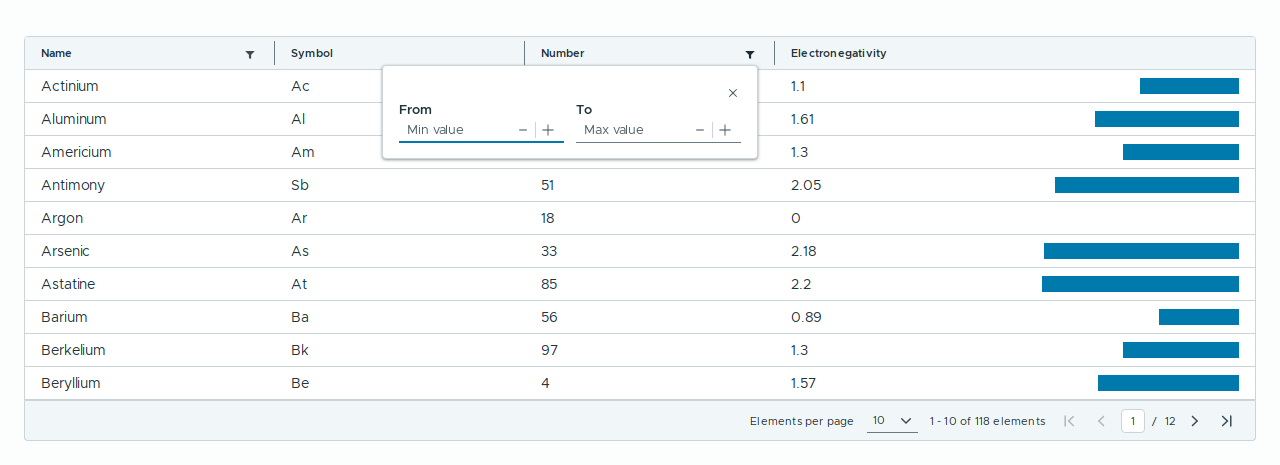 Name Symbol Number Electronegativity
Actinium Ac 1.1
From To
Aluminum Al 1.61
Min value Max value
Americium Am 1.3
Antimony Sb 51 2.05
Argon Ar 18 0
Arsenic As 33 2.18
Astatine At 85 2.2
Barium Ba 56 0.89
Berkelium Bk 97 1.3
Beryllium Be 4 1.57
Elements per page 10 1 - 10 of 118 elements 1 / 12